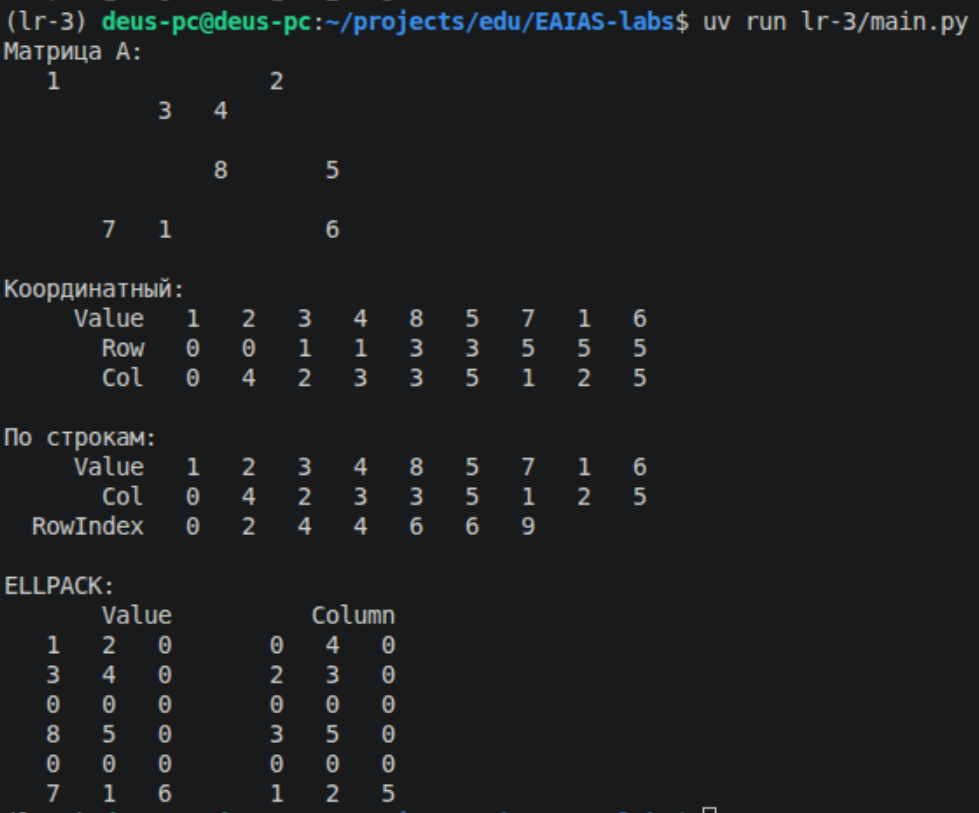 (lr-3) deus-pc@deus-pc:~/projects/edu/EAIAS-labs$ uv run lr-3/main.py
Матрица A:
1 2
3 4
8 5
7 1 6
Координатный:
Value 1 2 3 4 8 5 7 1 6
Row 0 0 1 1 3 3 5 5 5
Col 0 4 2 3 3 5 1 2 5
По строкам:
Value 1 2 3 4 8 5 7 1 6
Col 0 4 2 3 3 5 1 2 5
RowIndex 0 2 4 4 6 6 9
ELLPACK:
Value Column
1 2 0 0 4 0
3 4 0 2 3 0
0 0 0 0 0 0
8 5 0 3 5 0
0 0 0 0 0 0
7 1 6 1 2 5